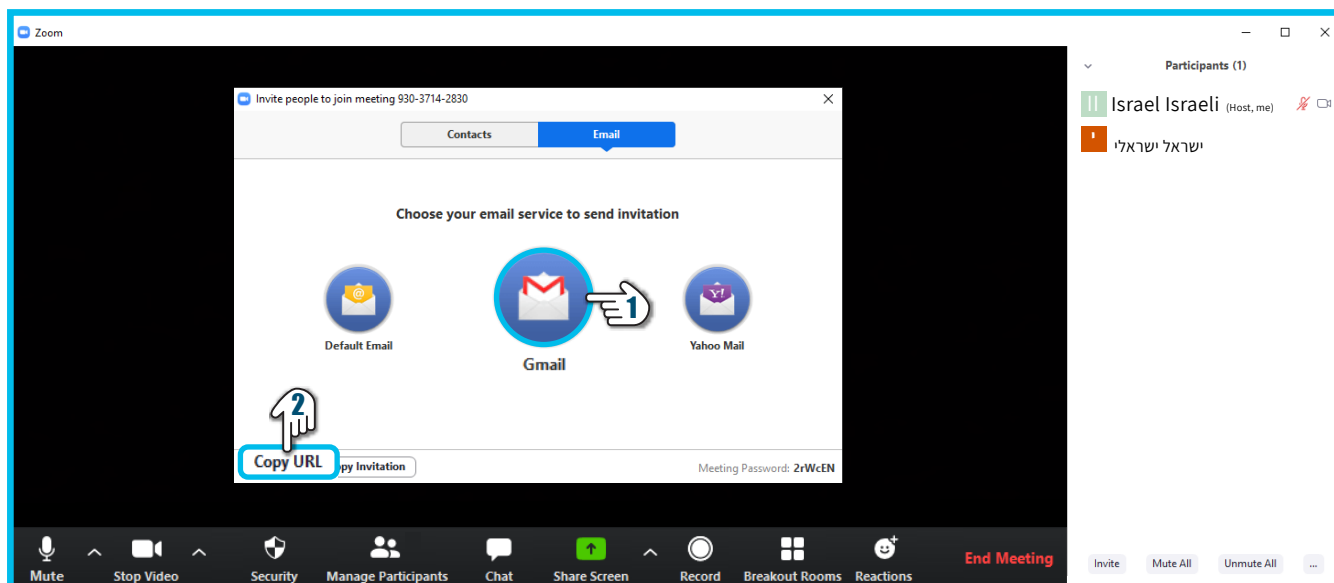 Zoom
Participants (1)
Invite people to join meeting 930-3714-2830
Contacts
Email
Israel Israeli (Host, me)
ישראל ישראלי
Choose your email service to send invitation
1
Default Email
Gmail
Yahoo Mail
2
Copy URL
py Invitation
Meeting Password: 2rWcEN
Mute
Stop Video
Security
Manage Participants
Chat
Share Screen
Record
Breakout Rooms
Reactions
End Meeting
Invite
Mute All
Unmute All
...